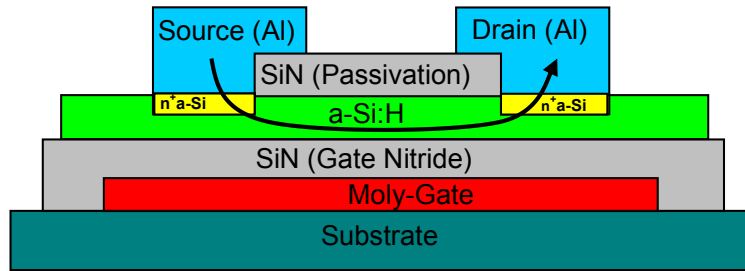 Source (Al)
Drain (Al)
SiN (Passivation)
n⁺a-Si
n⁺a-Si
a-Si:H
SiN (Gate Nitride)
Moly-Gate
Substrate